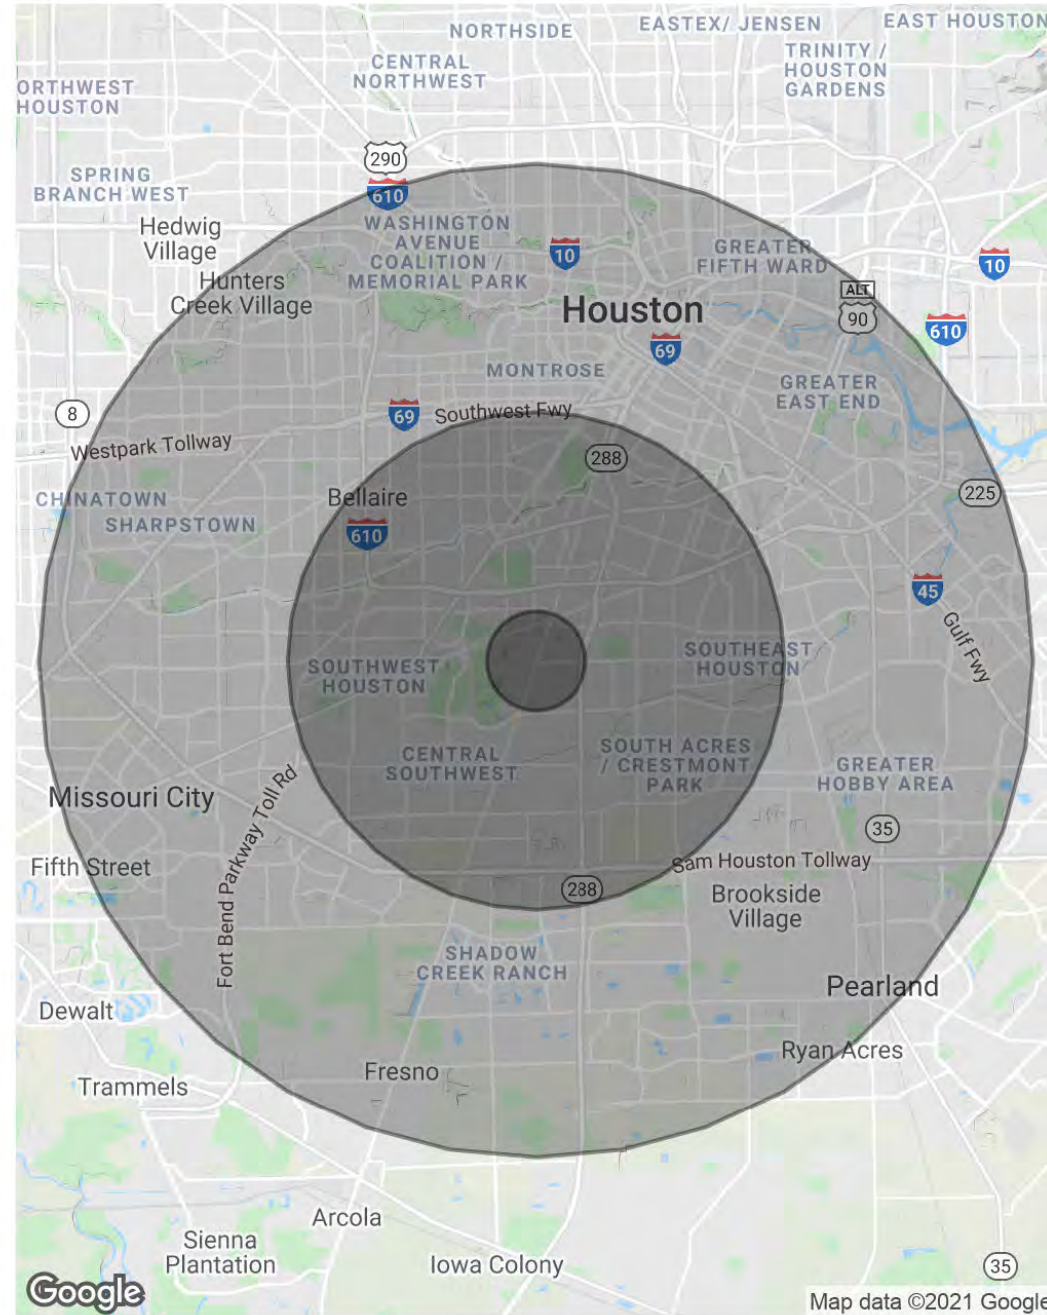 NORTHSIDE
EASTEX/ JENSEN
EAST HOUSTON
CENTRAL
NORTHWEST
TRINITY /
HOUSTON
GARDENS
ORTHWEST
HOUSTON
290
SPRING
BRANCH WEST
610
Hedwig
Village
WASHINGTON
AVENUE
COALITION /
MEMORIAL PARK
10
GREATER
FIFTH WARD
10
Hunters
Creek Village
ALT
90
Houston
610
69
MONTROSE
GREATER
EAST END
8
69
Southwest Fwy
Westpark Tollway
288
CHINATOWN
Bellaire
225
SHARPSTOWN
610
45
Gulf Fwy
SOUTHWEST
HOUSTON
SOUTHEAST
HOUSTON
CENTRAL
SOUTHWEST
SOUTH ACRES
/ CRESTMONT
PARK
GREATER
HOBBY AREA
Missouri City
Fort Bend Parkway Toll Rd
35
Fifth Street
Sam Houston Tollway
288
Brookside
Village
SHADOW
CREEK RANCH
Pearland
Dewalt
Ryan Acres
Trammels
Fresno
Arcola
Sienna
Plantation
Iowa Colony
35
Google
Map data ©2021 Google